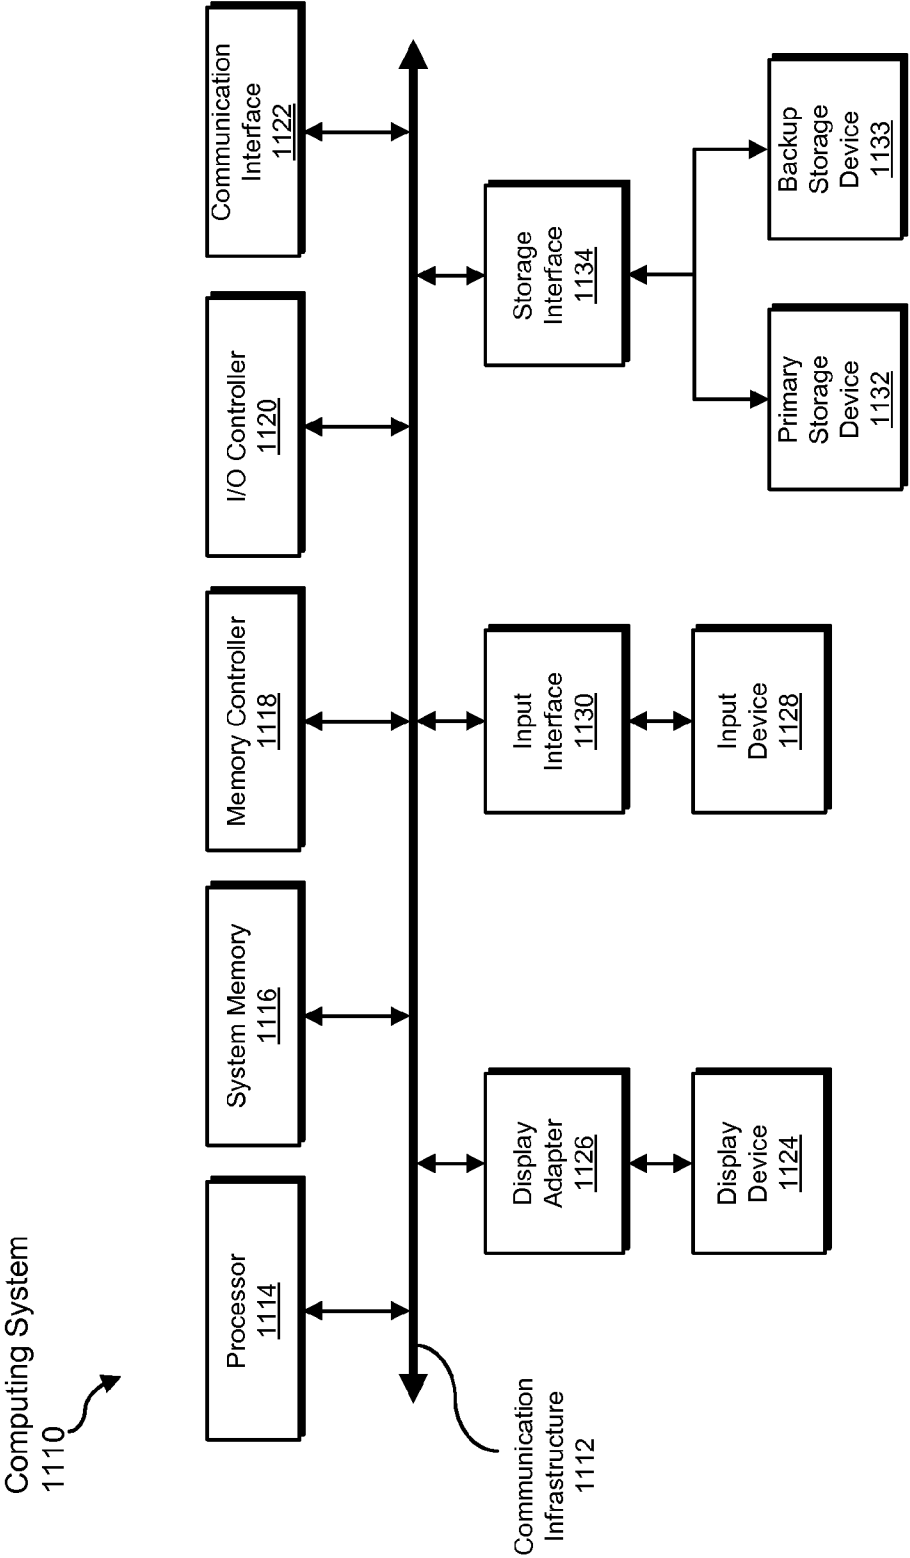 Computing System
1110
Processor
1114
System Memory
1116
Memory Controller
1118
I/O Controller
1120
Communication
Interface
1122
Communication
Infrastructure
1112
Display
Adapter
1126
Input
Interface
1130
Storage
Interface
1134
Display
Device
1124
Input
Device
1128
Primary
Storage
Device
1132
Backup
Storage
Device
1133